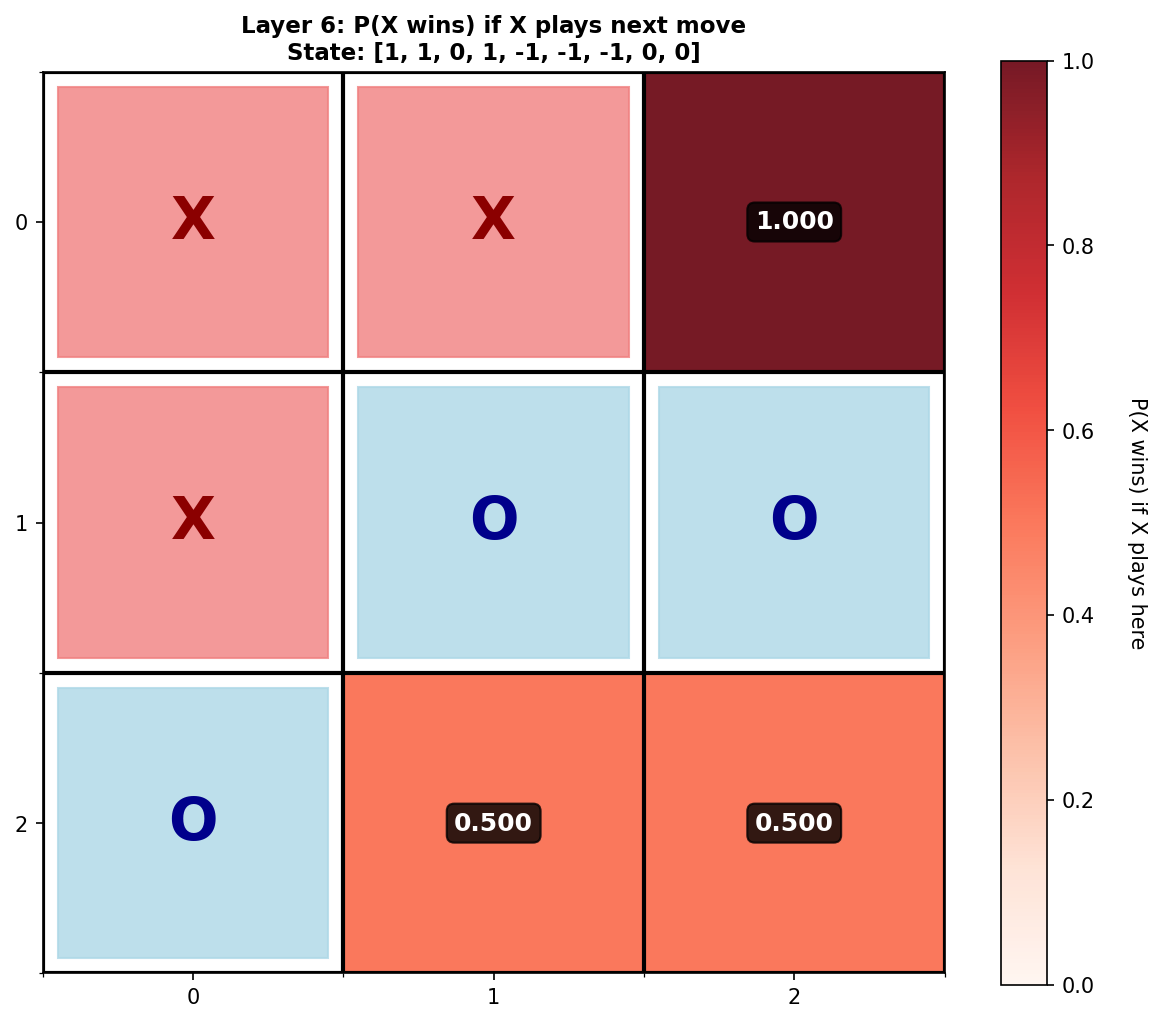 Layer 6: P(X wins) if X plays next move
State: [1, 1, 0, 1, -1, -1, -1, 0, 0]
X
X
1.000
X
O
O
O
0.500
0.500
0
1
2
0
1
2
1.0
0.8
0.6
0.4
0.2
0.0
P(X wins) if X plays here